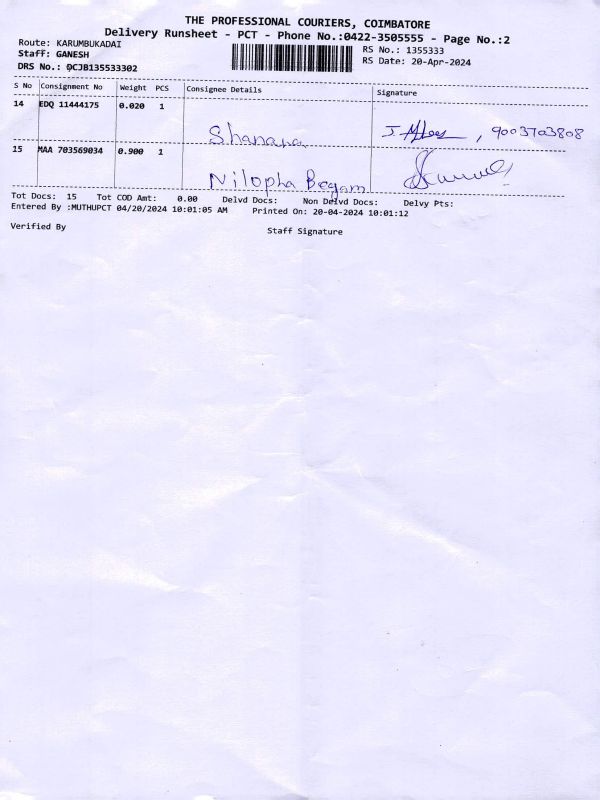 THE PROFESSIONAL COURIERS, COIMBATORE
Delivery Runsheet - PCT - Phone No.:0422-3505555 - Page No.:2
Route: KARUMBUKADAI
RS No.: 1355333
Staff: GANESH
RS Date: 20-Apr-2024
DRS No.: QCJB135533302
S No Consignment No Weight PCS Consignee Details Signature
14 EDQ 11444175 0.020 1
Shanana J. , 9003703808
15 MAA 703569034 0.900 1
Nilopha Begam
Tot Docs: 15 Tot COD Amt: 0.00 Delvd Docs: Non Delvd Docs: Delvy Pts:
Entered By :MUTHUPCT 04/20/2024 10:01:05 AM Printed On: 20-04-2024 10:01:12
Verified By Staff Signature